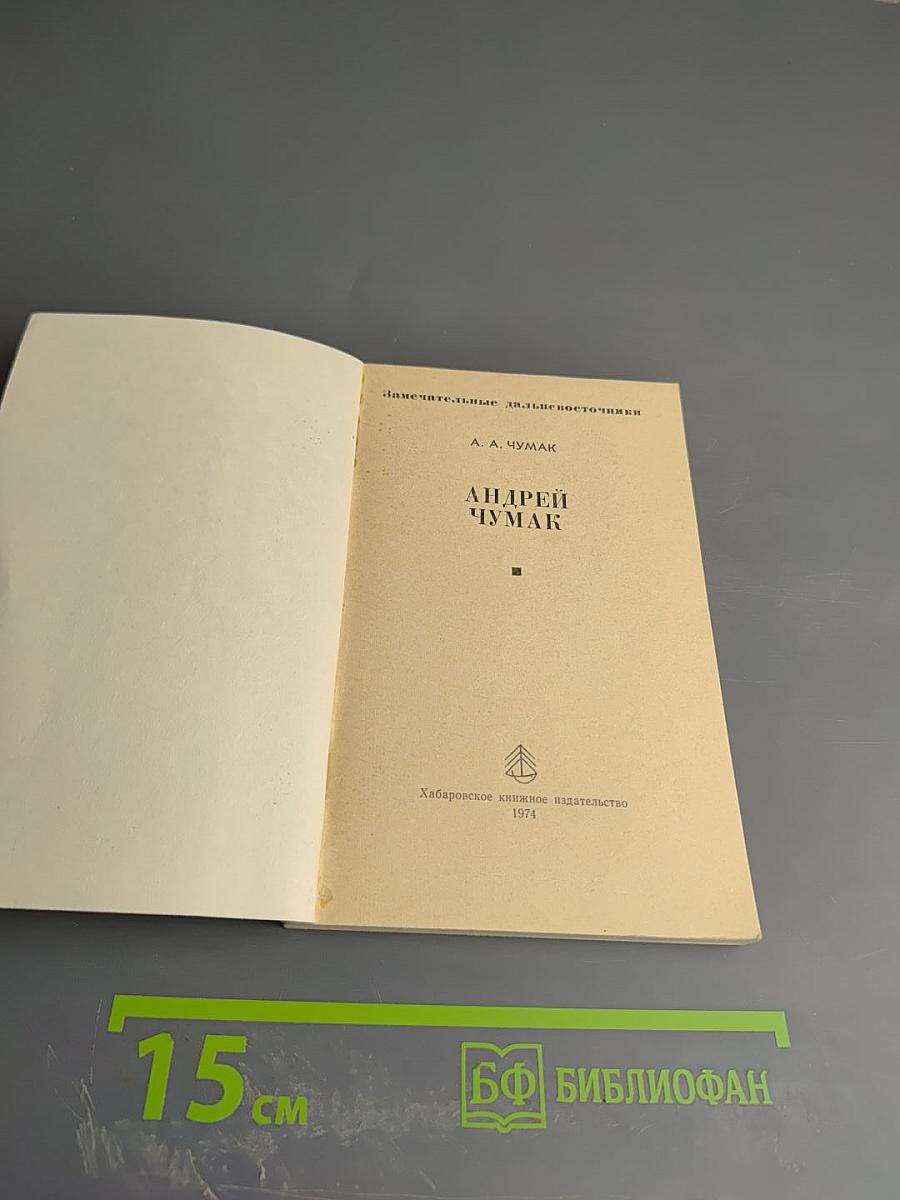 Замечательные дальневосточники
А. А. ЧУМАК
АНДРЕЙ
ЧУМАК
Хабаровское книжное издательство
1974
15 см
БФ БИБЛИОФАН